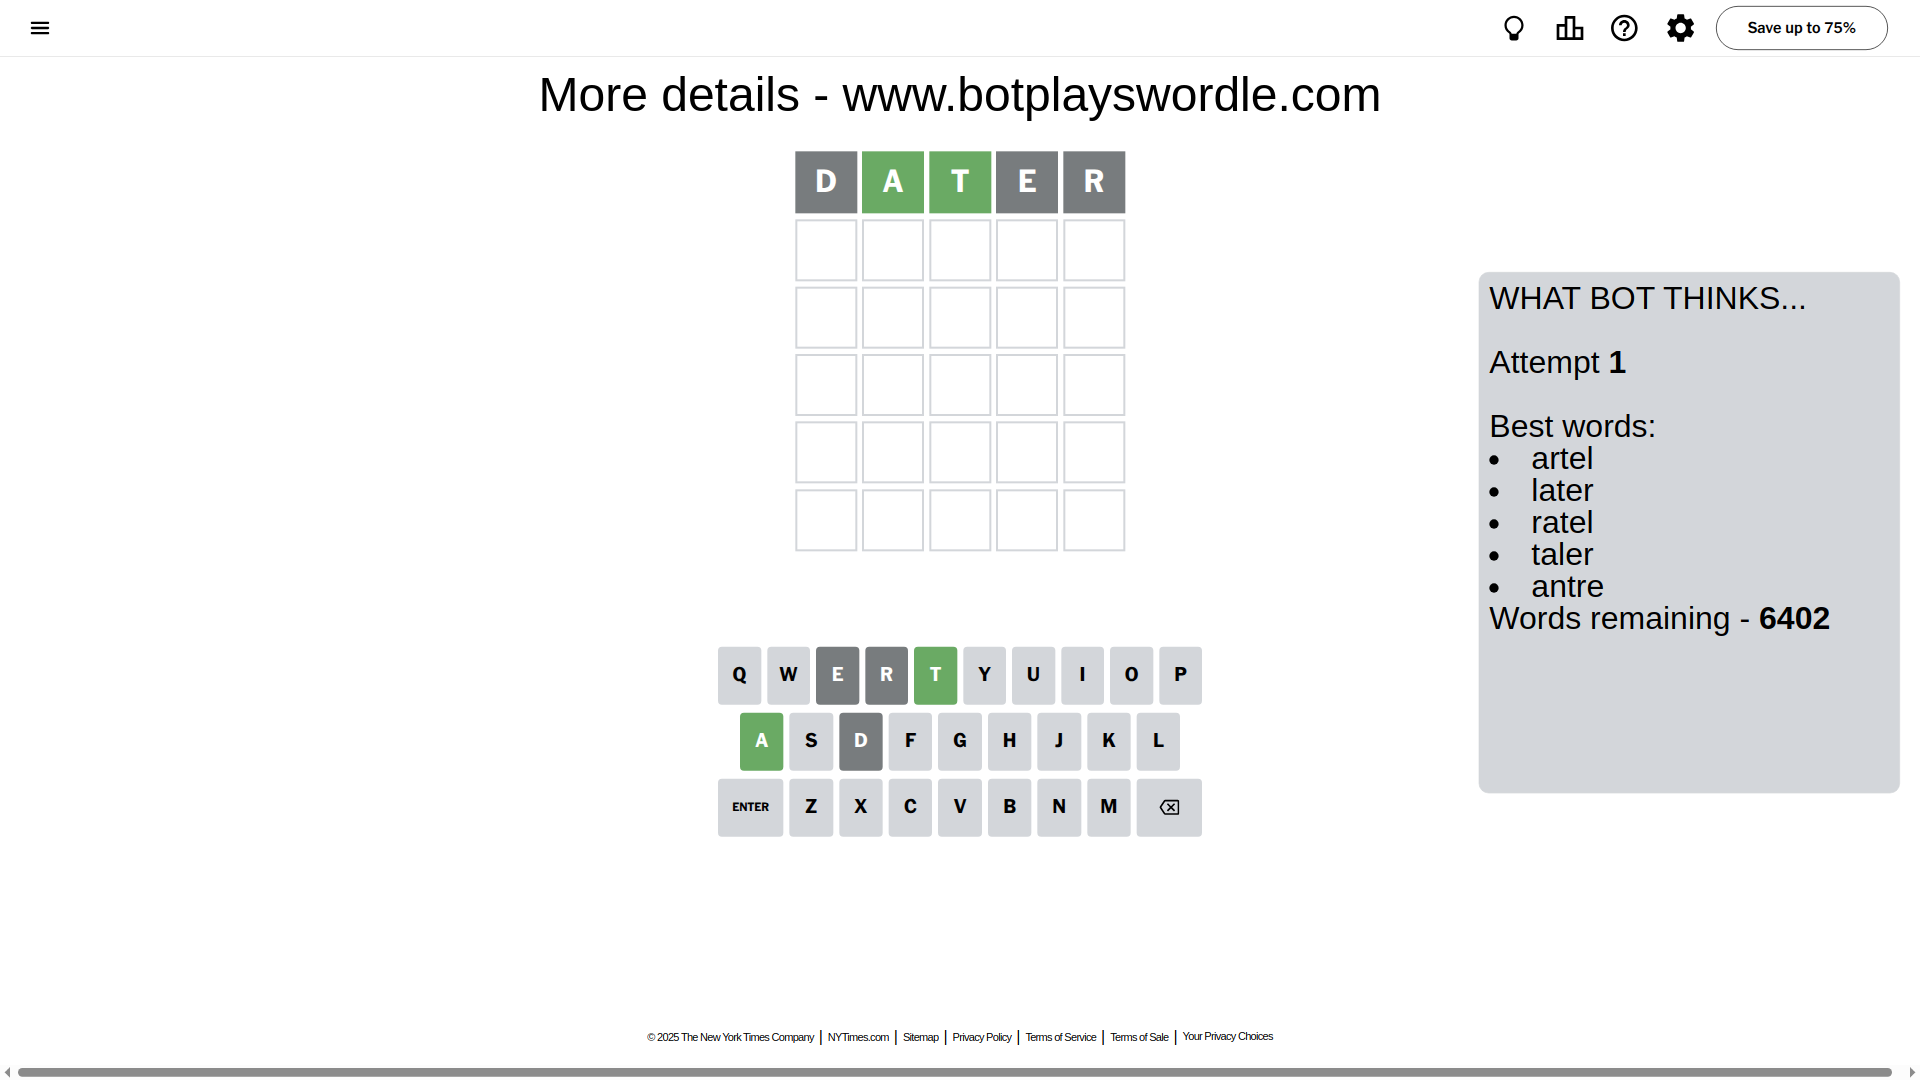 Save up to 75%
More details - www.botplayswordle.com
D A T E R
WHAT BOT THINKS...
Attempt 1
Best words:
• artel
• later
• ratel
• taler
• antre
Words remaining - 6402
Q W E R T Y U I O P
A S D F G H J K L
ENTER Z X C V B N M
© 2025 The New York Times Company | NYTimes.com | Sitemap | Privacy Policy | Terms of Service | Terms of Sale | Your Privacy Choices